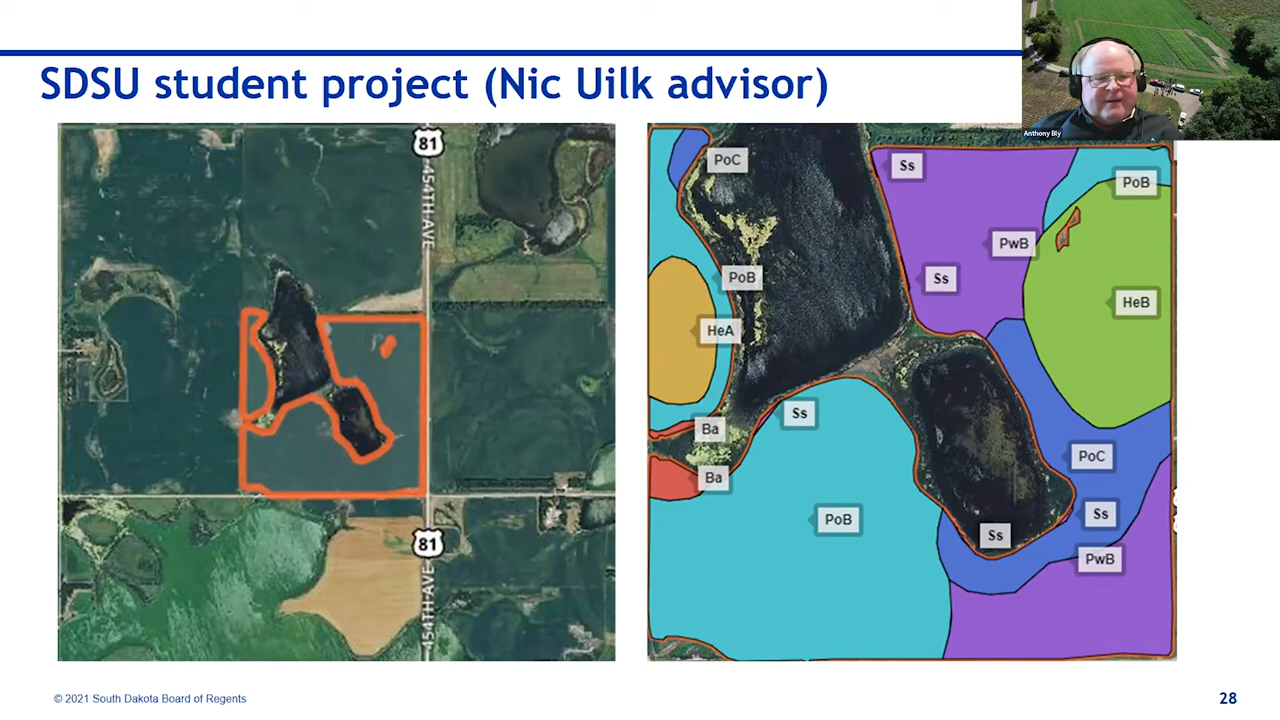 SDSU student project (Nic Uilk advisor)
Anthony Bly
81
454TH AVE
81
454TH AVE
PoC
Ss
PoB
PwB
PoB
Ss
HeB
HeA
Ss
Ba
PoC
Ba
Ss
PoB
Ss
PwB
© 2021 South Dakota Board of Regents
28